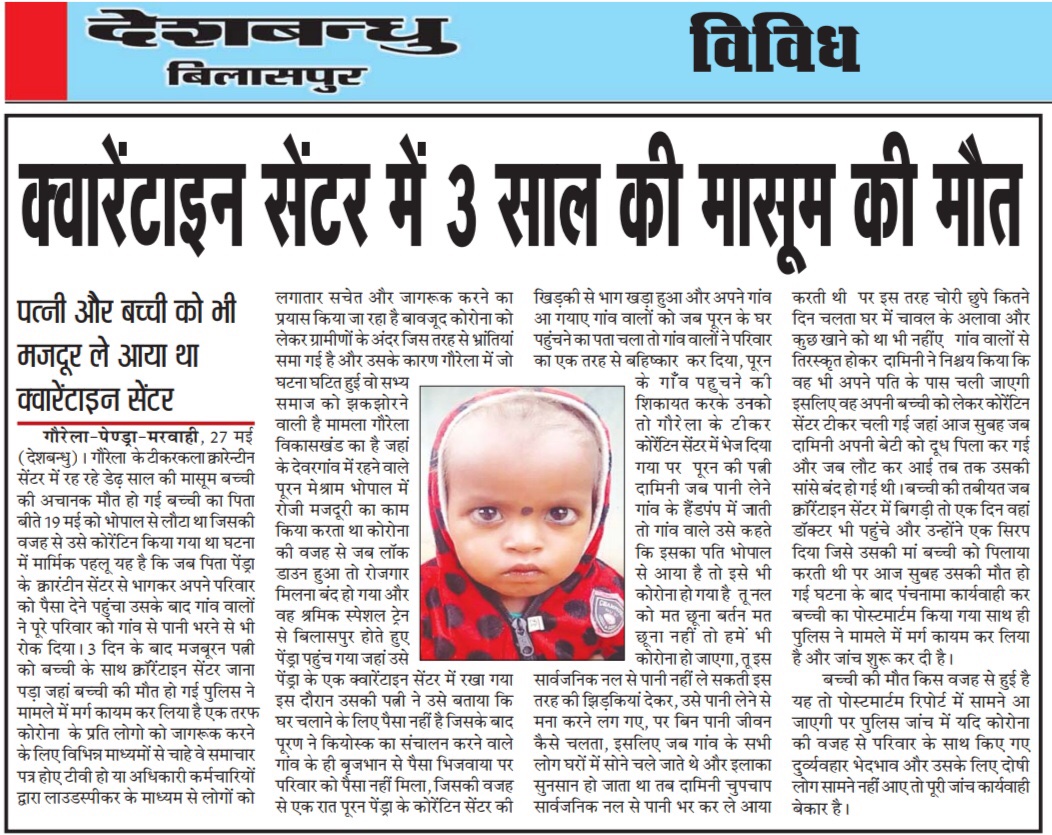 देशबन्धु
बिलासपुर
विविध
क्वारेंटाइन सेंटर में 3 साल की मासूम की मौत
पत्नी और बच्ची को भी
मजदूर ले आया था
क्वारेंटाइन सेंटर
गौरेला-पेण्ड्रा-मरवाही, 27 मई
(देशबन्धु)। गौरेला के टीकरकला क्रारेन्टीन
सेंटर में रह रहे डेढ़ साल की मासूम बच्ची
की अचानक मौत हो गई बच्ची का पिता
बीते 19 मई को भोपाल से लौटा था जिसकी
वजह से उसे कोरेंटिन किया गया था घटना
में मार्मिक पहलू यह है कि जब पिता पेंड्रा
के क्रारंटीन सेंटर से भागकर अपने परिवार
को पैसा देने पहुंचा उसके बाद गांव वालों
ने पूरे परिवार को गांव से पानी भरने से भी
रोक दिया। 3 दिन के बाद मजबूरन पत्नी
को बच्ची के साथ क्रॉरेंटाइन सेंटर जाना
पड़ा जहां बच्ची की मौत हो गई पुलिस ने
मामले में मर्ग कायम कर लिया है एक तरफ
कोरोना के प्रति लोगो को जागरूक करने
के लिए विभिन्न माध्यमों से चाहे वे समाचार
पत्र होए टीवी हो या अधिकारी कर्मचारियों
द्वारा लाउडस्पीकर के माध्यम से लोगों को
लगातार सचेत और जागरूक करने का
प्रयास किया जा रहा है बावजूद कोरोना को
लेकर ग्रामीणों के अंदर जिस तरह से भ्रांतियां
समा गई है और उसके कारण गौरेला में जो
घटना घटित हुई वो सभ्य
समाज को झकझोरने
वाली है मामला गौरेला
विकासखंड का है जहां
के देवरगांव में रहने वाले
पूरन मेश्राम भोपाल में
रोजी मजदूरी का काम
किया करता था कोरोना
की वजह से जब लॉक
डाउन हुआ तो रोजगार
मिलना बंद हो गया और
वह श्रमिक स्पेशल ट्रेन
से बिलासपुर होते हुए
पेंड्रा पहुंच गया जहां उसे
पेंड्रा के एक क्वारेंटाइन सेंटर में रखा गया
इस दौरान उसकी पत्नी ने उसे बताया कि
घर चलाने के लिए पैसा नहीं है जिसके बाद
पूरण ने कियोस्क का संचालन करने वाले
गांव के ही बृजभान से पैसा भिजवाया पर
परिवार को पैसा नहीं मिला, जिसकी वजह
से एक रात पूरन पेंड्रा के कोरेंटिन सेंटर की
खिड़की से भाग खड़ा हुआ और अपने गांव
आ गयाए गांव वालों को जब पूरन के घर
पहुंचने का पता चला तो गांव वालों ने परिवार
का एक तरह से बहिष्कार कर दिया, पूरन
के गाँव पहुचने की
शिकायत करके उनको
तो गौरेला के टीकर
कोरेंटिन सेंटर में भेज दिया
गया पर पूरन की पत्नी
दामिनी जब पानी लेने
गांव के हैंडपंप में जाती
तो गांव वाले उसे कहते
कि इसका पति भोपाल
से आया है तो इसे भी
कोरोना हो गया है तू नल
को मत छूना बर्तन मत
छूना नहीं तो हमें भी
कोरोना हो जाएगा, तू इस
सार्वजनिक नल से पानी नहीं ले सकती इस
तरह की झिड़कियां देकर, उसे पानी लेने से
मना करने लग गए, पर बिन पानी जीवन
कैसे चलता, इसलिए जब गांव के सभी
लोग घरों में सोने चले जाते थे और इलाका
सुनसान हो जाता था तब दामिनी चुपचाप
सार्वजनिक नल से पानी भर कर ले आया
करती थी पर इस तरह चोरी छुपे कितने
दिन चलता घर में चावल के अलावा और
कुछ खाने को था भी नहींए गांव वालों से
तिरस्कृत होकर दामिनी ने निश्चय किया कि
वह भी अपने पति के पास चली जाएगी
इसलिए वह अपनी बच्ची को लेकर कोरेंटिन
सेंटर टीकर चली गई जहां आज सुबह जब
दामिनी अपनी बेटी को दूध पिला कर गई
और जब लौट कर आई तब तक उसकी
सांसे बंद हो गई थी। बच्ची की तबीयत जब
क्रॉरेंटाइन सेंटर में बिगड़ी तो एक दिन वहां
डॉक्टर भी पहुंचे और उन्होंने एक सिरप
दिया जिसे उसकी मां बच्ची को पिलाया
करती थी पर आज सुबह उसकी मौत हो
गई घटना के बाद पंचनामा कार्यवाही कर
बच्ची का पोस्टमार्टम किया गया साथ ही
पुलिस ने मामले में मर्ग कायम कर लिया
है और जांच शुरू कर दी है।
बच्ची की मौत किस वजह से हुई है
यह तो पोस्टमार्टम रिपोर्ट में सामने आ
जाएगी पर पुलिस जांच में यदि कोरोना
की वजह से परिवार के साथ किए गए
दुर्व्यवहार भेदभाव और उसके लिए दोषी
लोग सामने नहीं आए तो पूरी जांच कार्यवाही
बेकार है।